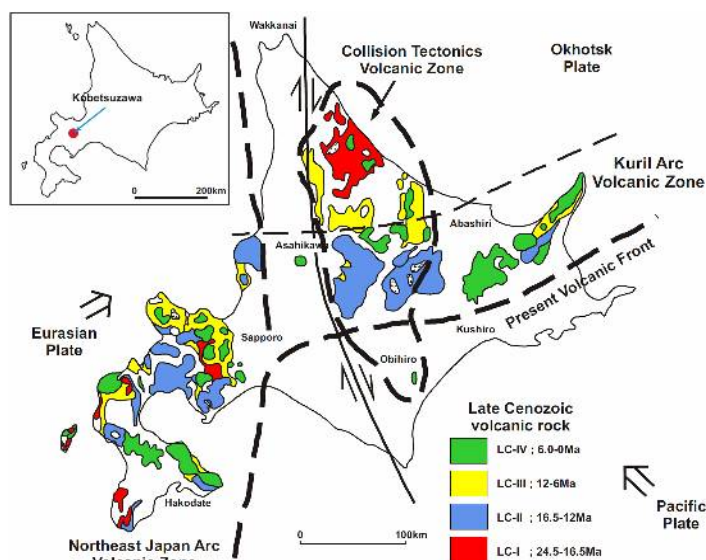 Wakkanai
Collision Tectonics
Volcanic Zone
Okhotsk
Plate
Kobetsuzawa
0 200km
Kuril Arc
Volcanic Zone
Abashiri
Asahikawa
Present Volcanic Front
Eurasian
Plate
Sapporo
Kushiro
Obihiro
Late Cenozoic
volcanic rock
LC-IV ; 6.0-0Ma
LC-III ; 12-6Ma
LC-II ; 16.5-12Ma
LC-I ; 24.5-16.5Ma
Pacific
Plate
Hakodate
0 100km
Northeast Japan Arc
Volcanic Zone